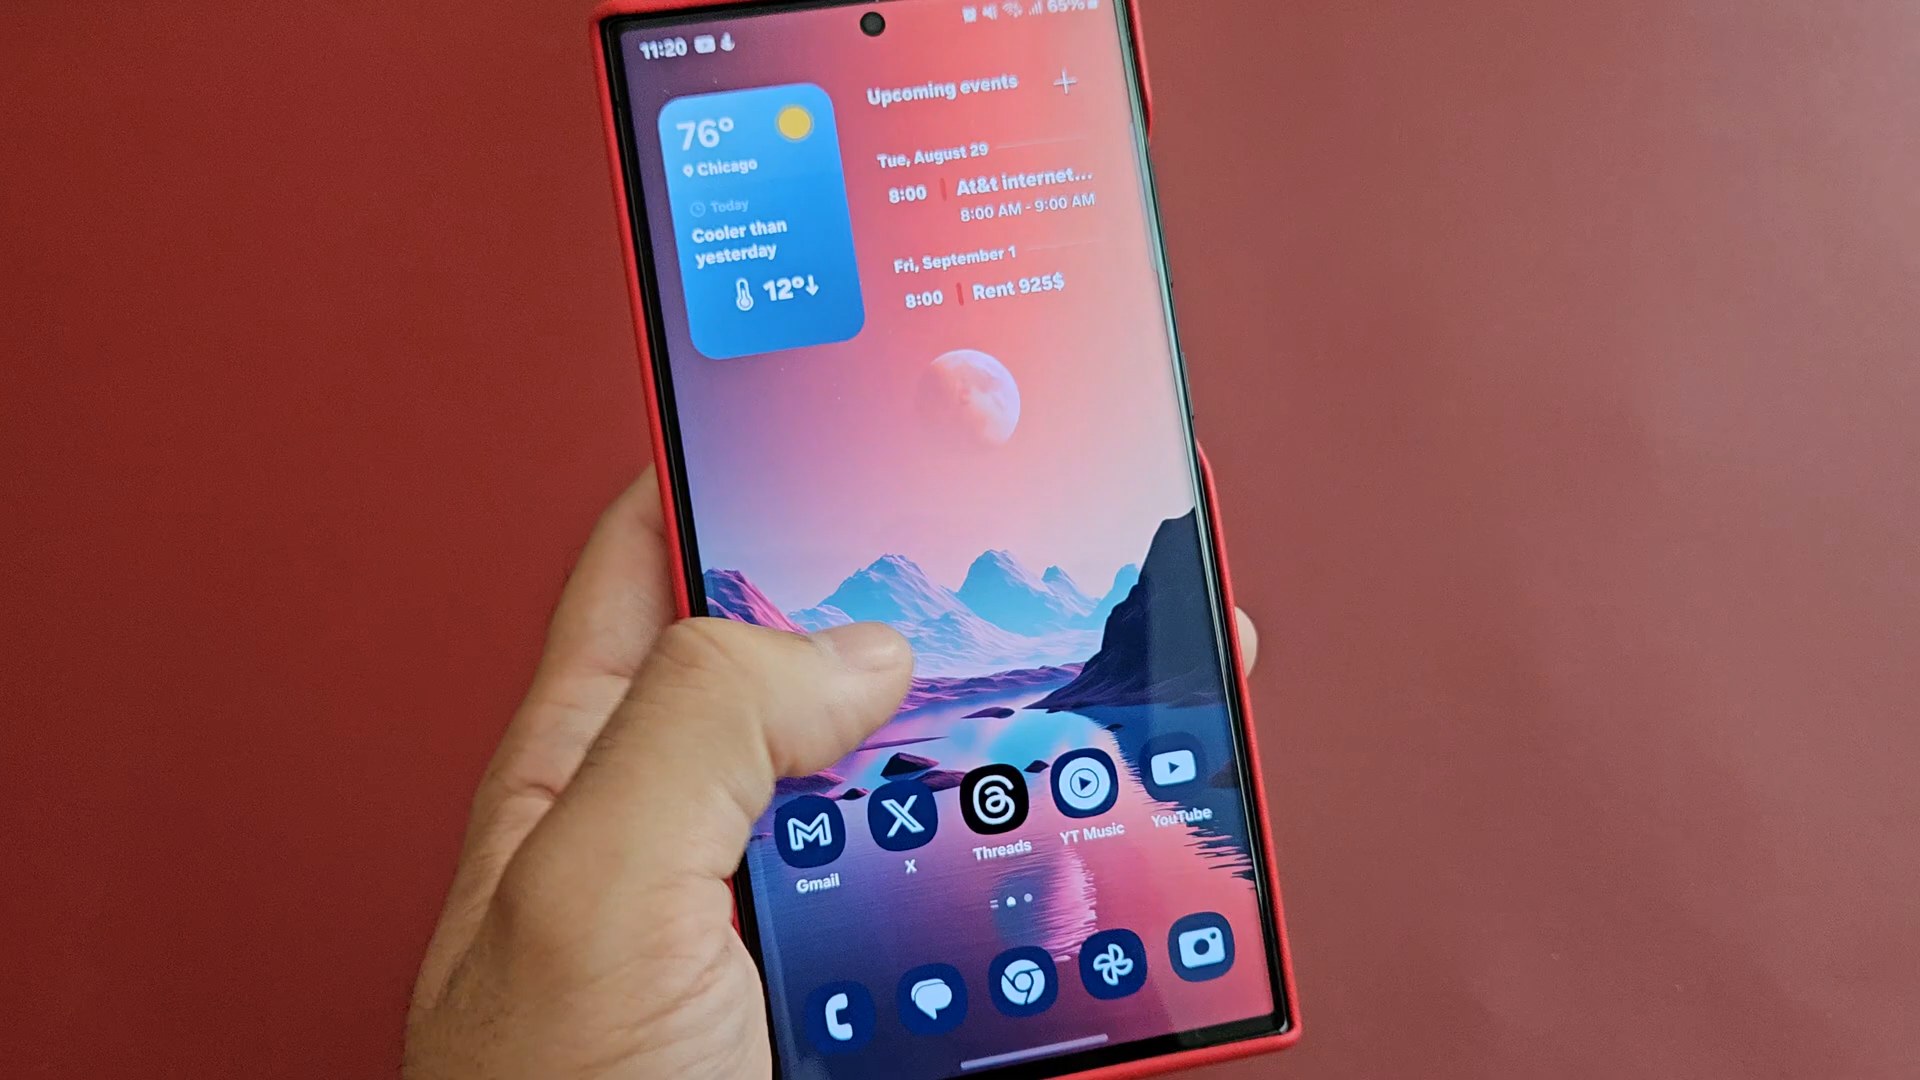 11:20
65%
76°
Chicago
Today
Cooler than
yesterday
12°↓
Upcoming events +
Tue, August 29
8:00 At&t internet...
8:00 AM - 9:00 AM
Fri, September 1
8:00 Rent 925$
Gmail
X
Threads
YT Music
YouTube